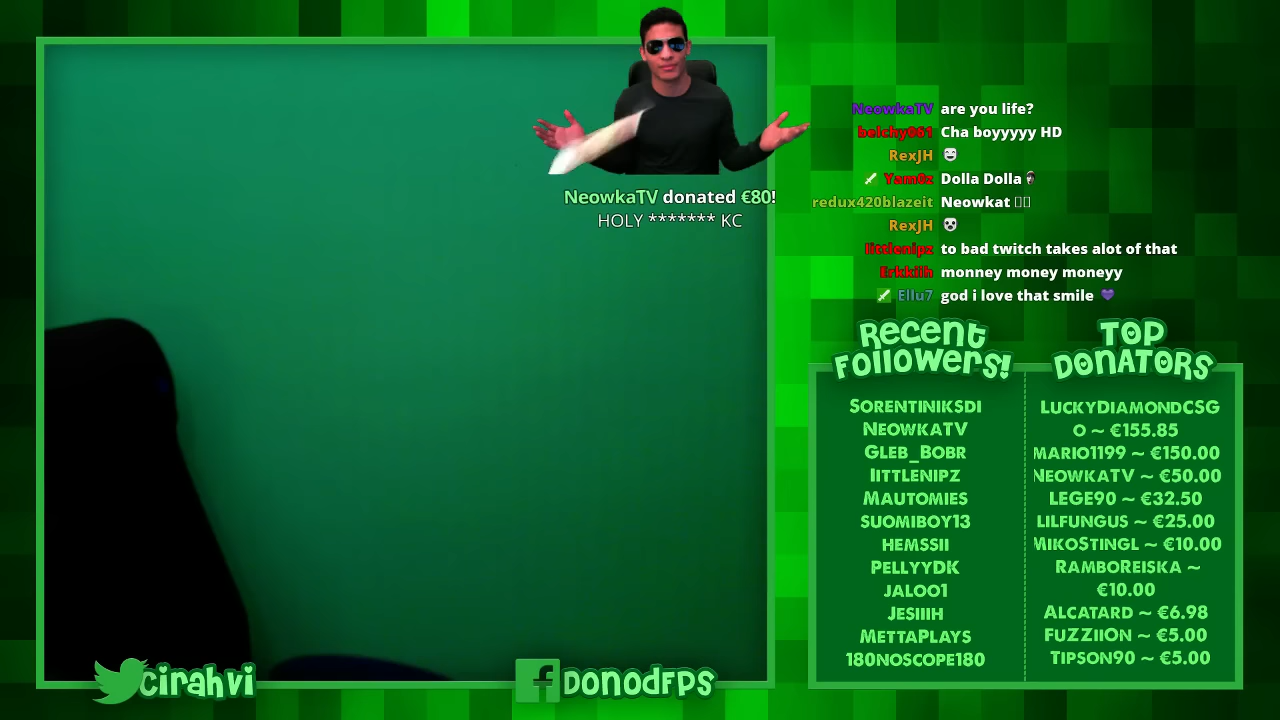 NeowkaTV donated €80!
HOLY ******* KC
NeowkaTV are you life?
belchy061 Cha boyyyyy HD
RexJH
Yam0z Dolla Dolla
redux420blazeit Neowkat
RexJH
littlenipz to bad twitch takes alot of that
Erkkiih monney money moneyy
Ellu7 god i love that smile
Recent Followers!
SORENTINIKSDI
NEOWKATV
GLEB_BOBR
LITTLENIPZ
MAUTOMIES
SUOMIBOY13
HEMSSII
PELLYYDK
JALOO1
JESIIIH
METTAPLAYS
180NOSCOPE180
TOP DONATORS
LUCKYDIAMONDCSG
O ~ €155.85
MARIO1199 ~ €150.00
NEOWKATV ~ €50.00
LEGE90 ~ €32.50
LILFUNGUS ~ €25.00
MIKOSTINGL ~ €10.00
RAMBOREISKA ~
€10.00
ALCATARD ~ €6.98
FUZZIION ~ €5.00
TIPSON90 ~ €5.00
cirahvi
DONODFPS